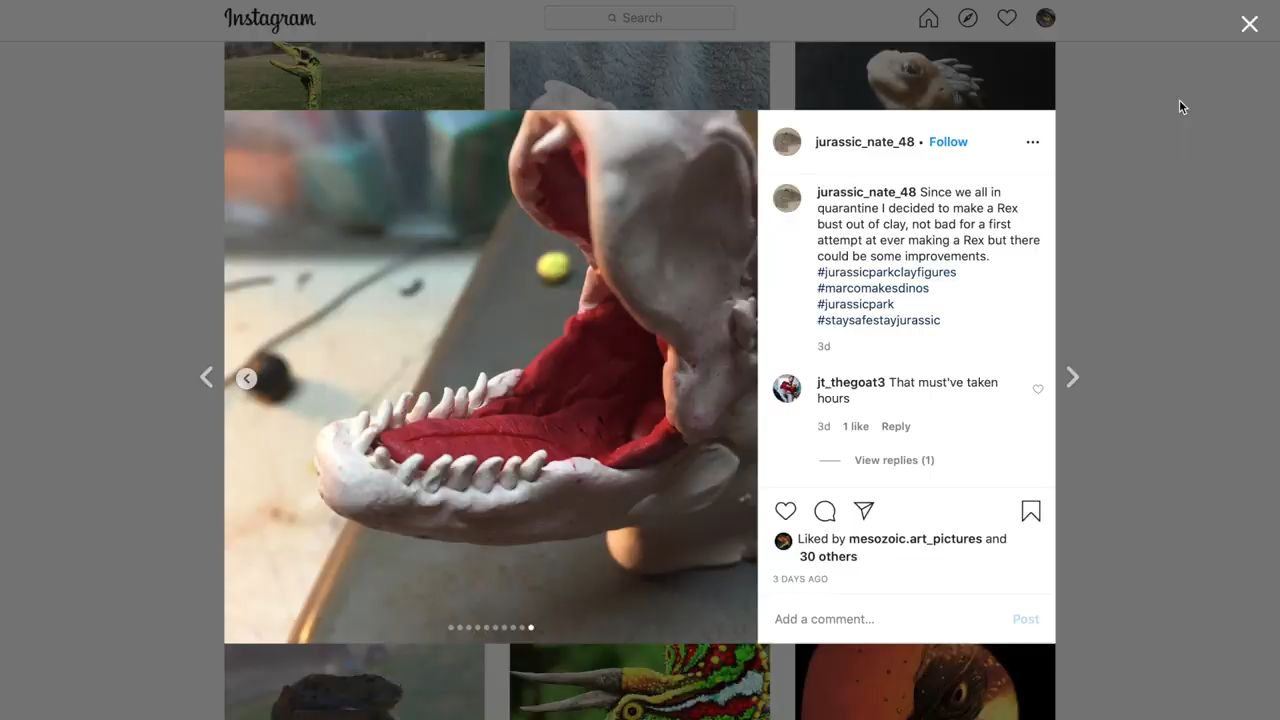 Instagram
Search
jurassic_nate_48 • Follow
jurassic_nate_48 Since we all in
quarantine I decided to make a Rex
bust out of clay, not bad for a first
attempt at ever making a Rex but there
could be some improvements.
#jurassicparkclayfigures
#marcomakesdinos
#jurassicpark
#staysafestayjurassic
3d
jt_thegoat3 That must've taken
hours
3d 1 like Reply
View replies (1)
Liked by mesozoic.art_pictures and
30 others
3 DAYS AGO
Add a comment... Post